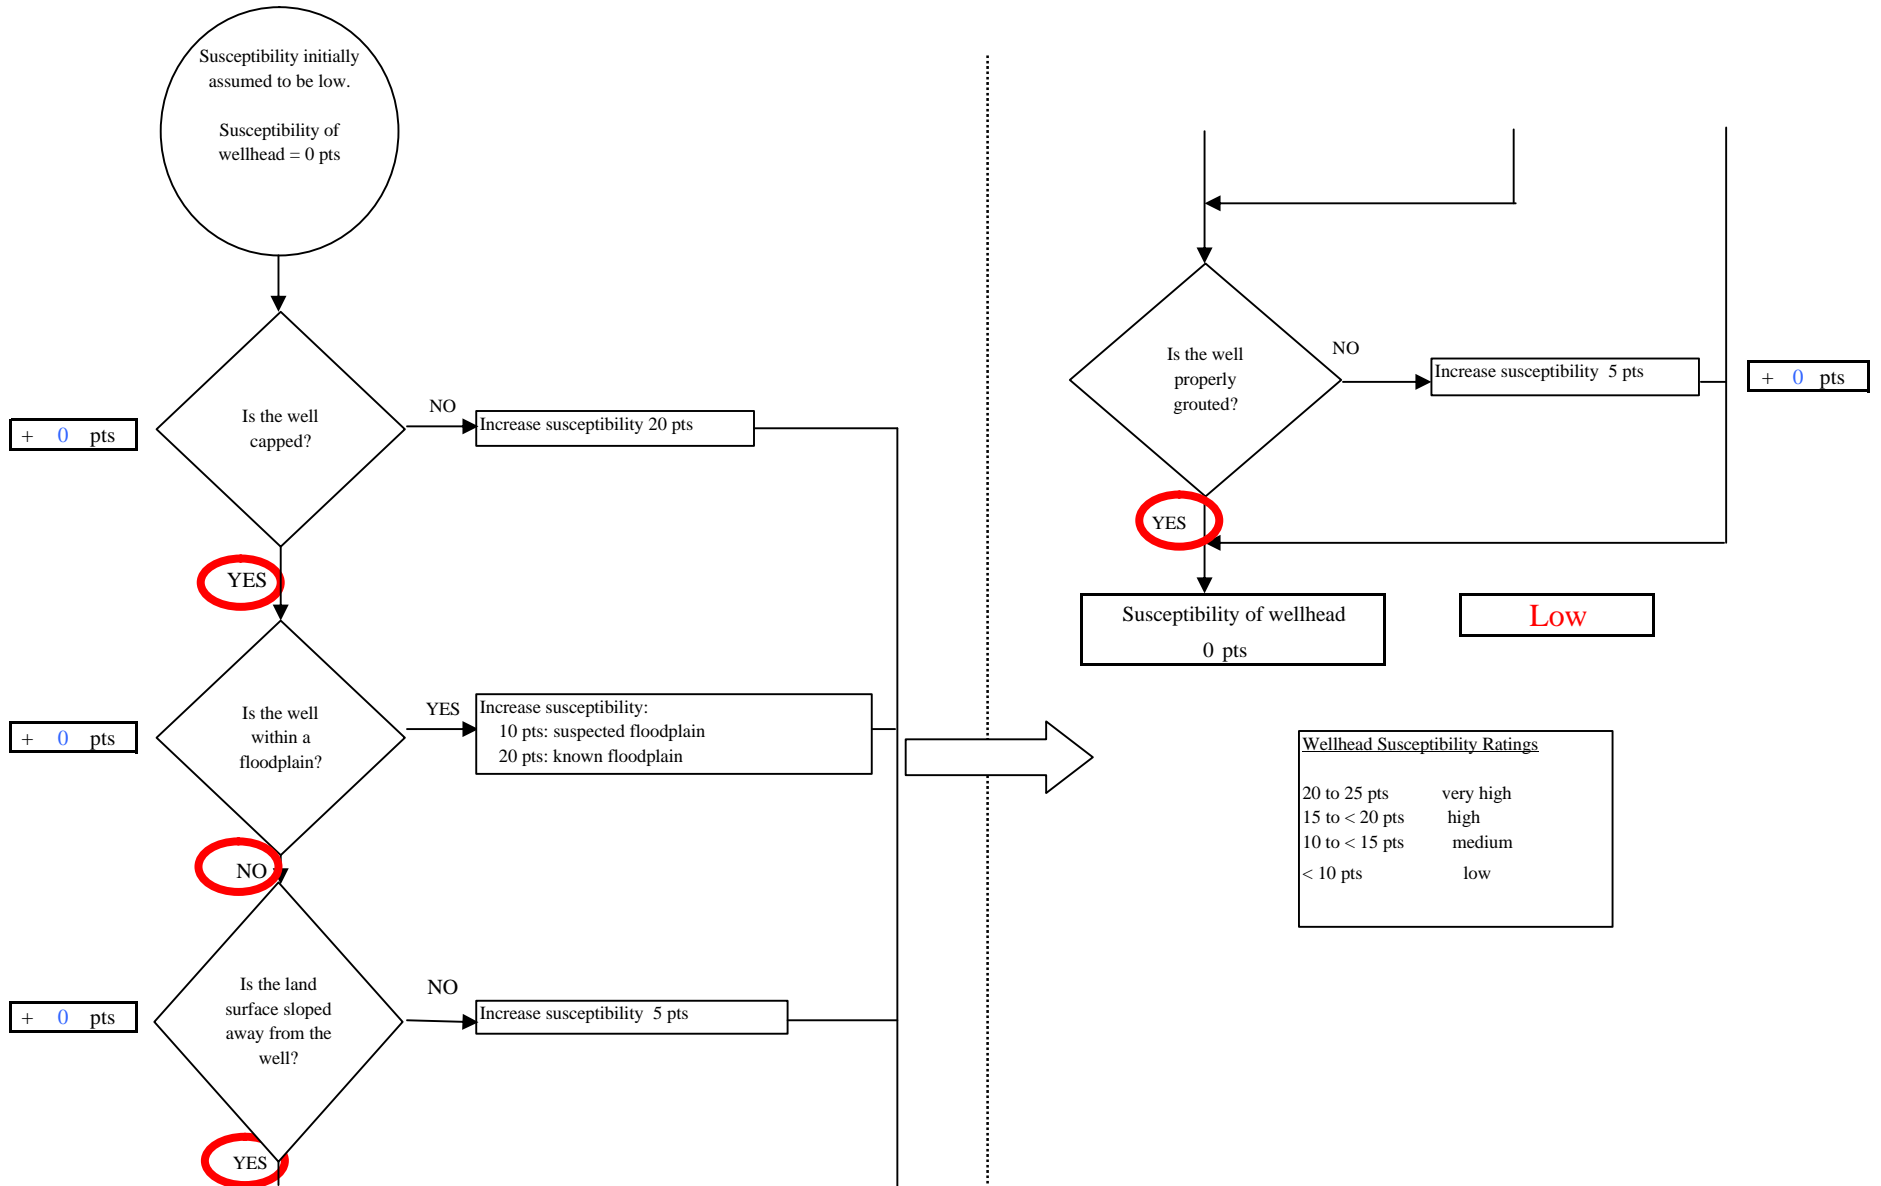 Susceptibility initially
assumed to be low.
Susceptibility of
wellhead = 0 pts
Is the well
capped?
NO
Increase susceptibility 20 pts
+ 0 pts
YES
Is the well
within a
floodplain?
YES
Increase susceptibility:
10 pts: suspected floodplain
20 pts: known floodplain
+ 0 pts
NO
Is the land
surface sloped
away from the
well?
NO
Increase susceptibility 5 pts
+ 0 pts
YES
Is the well
properly
grouted?
NO
Increase susceptibility 5 pts
+ 0 pts
YES
Susceptibility of wellhead
0 pts
Low
Wellhead Susceptibility Ratings
20 to 25 pts very high
15 to < 20 pts high
10 to < 15 pts medium
< 10 pts low